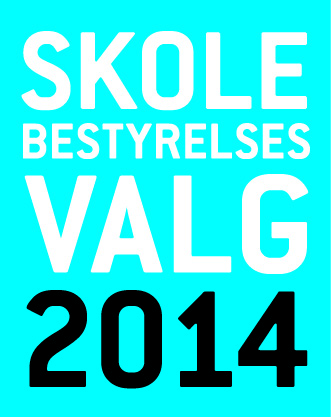 SKOLE
BESTYRELSES
VALG
2014